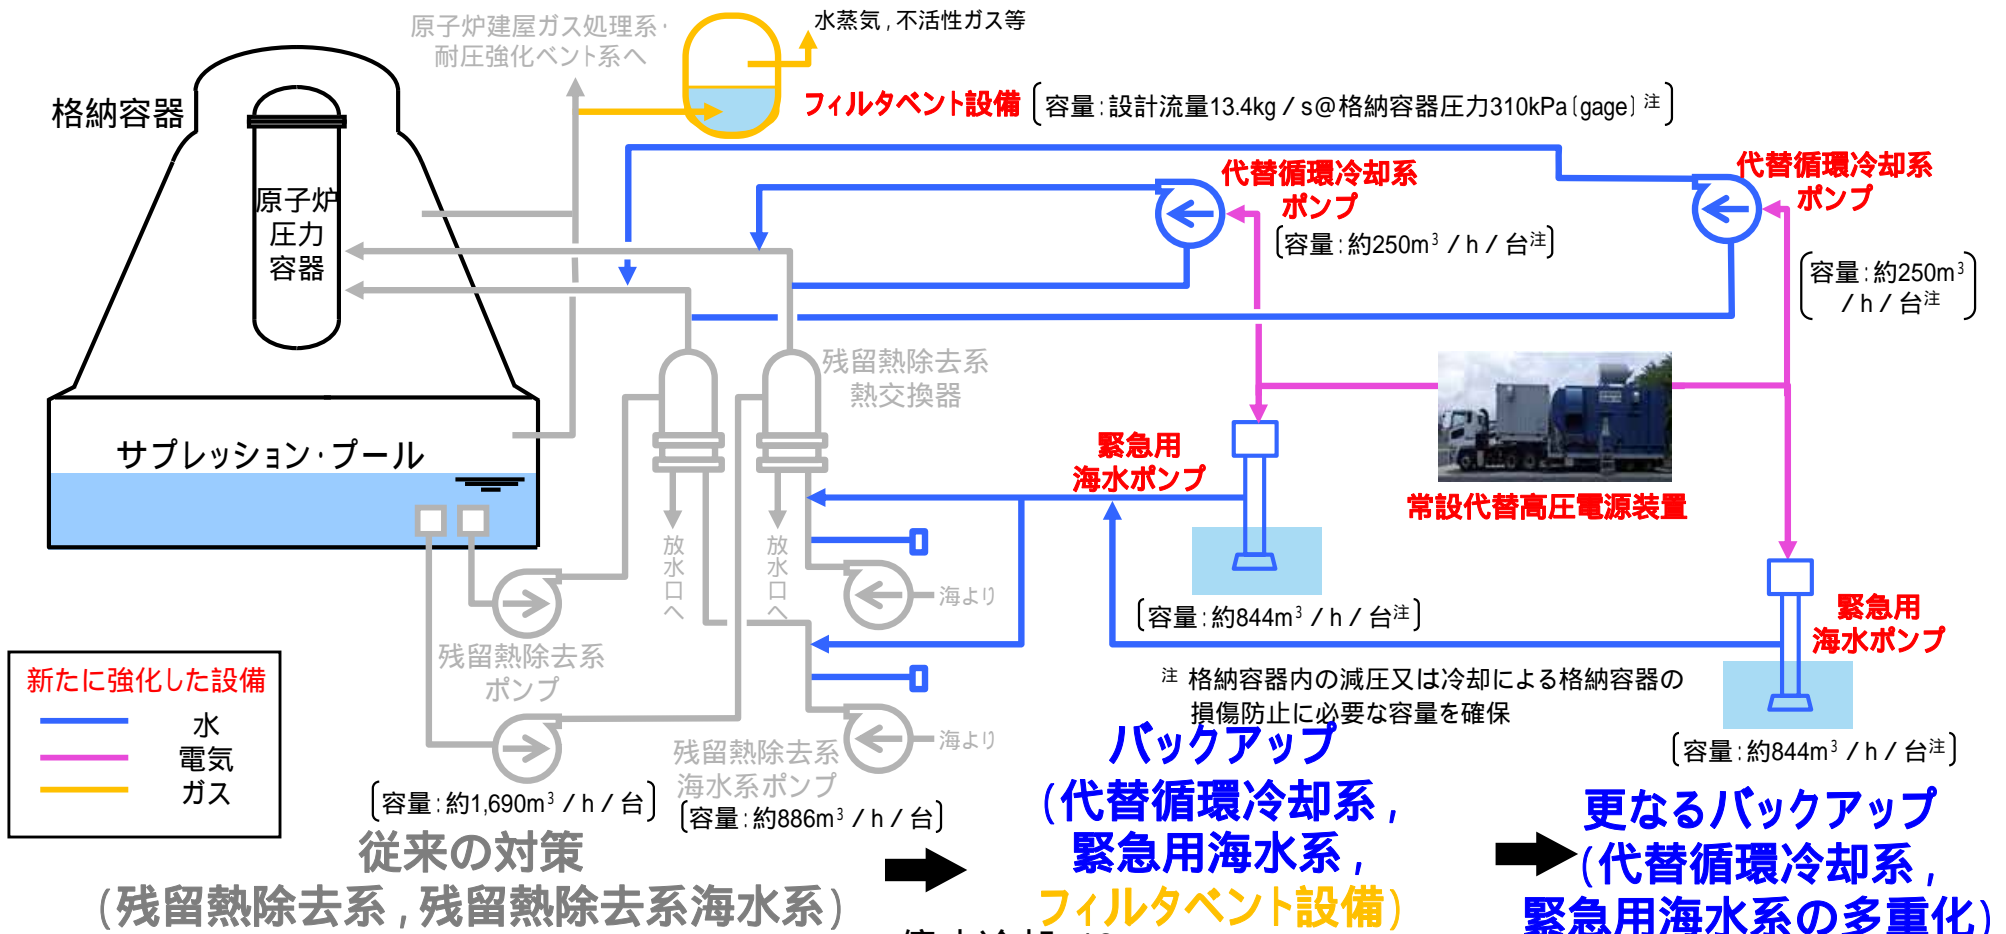 原子炉建屋ガス処理系・
耐圧強化ベント系へ
水蒸気，不活性ガス等
格納容器
フィルタベント設備
容量：設計流量13.4kg／s@格納容器圧力310kPa〔gage〕注
代替循環冷却系
ポンプ
〔容量：約250m³／h／台注〕
代替循環冷却系
ポンプ
容量：約250m³
／h／台注
原子炉
圧力
容器
残留熱除去系
熱交換器
サプレッション・プール
緊急用
海水ポンプ
常設代替高圧電源装置
放水口へ
放水口へ
海より
〔容量：約844m³／h／台注〕
緊急用
海水ポンプ
残留熱除去系
ポンプ
注 格納容器内の減圧又は冷却による格納容器の
損傷防止に必要な容量を確保
〔容量：約844m³／h／台注〕
新たに強化した設備
水
電気
ガス
海より
残留熱除去系
海水系ポンプ
〔容量：約1,690m³／h／台〕
〔容量：約886m³／h／台〕
従来の対策
（残留熱除去系，残留熱除去系海水系）
バックアップ
（代替循環冷却系，
緊急用海水系，
フィルタベント設備）
更なるバックアップ
（代替循環冷却系，
緊急用海水系の多重化）